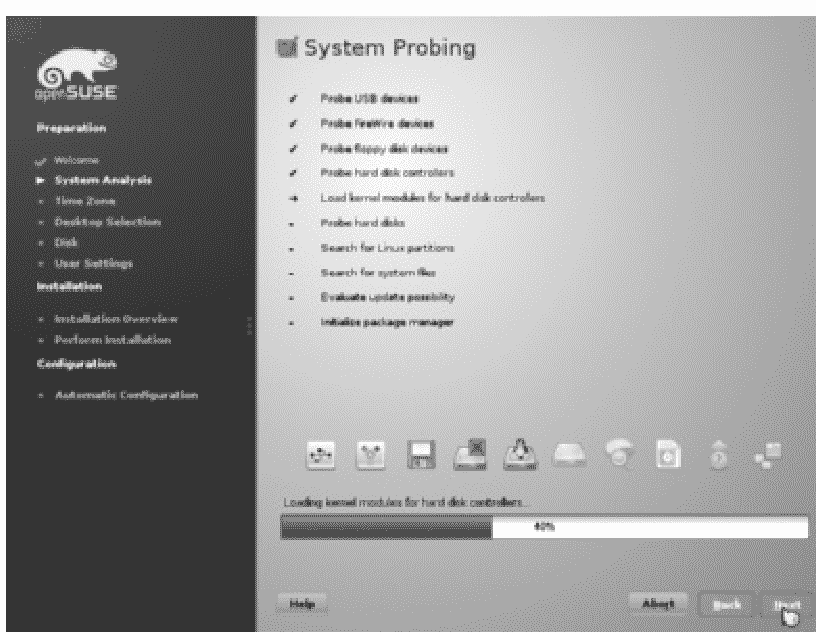 openSUSE
Preparation
Welcome
System Analysis
Time Zone
Desktop Selection
Disk
User Settings
Installation
Installation Overview
Perform Installation
Configuration
Automatic Configuration
System Probing
Probe USB devices
Probe FireWire devices
Probe floppy disk devices
Probe hard disk controllers
Load kernel modules for hard disk controllers
Probe hard disks
Search for Linux partitions
Search for system files
Evaluate update possibility
Initialize package manager
Loading kernel modules for hard disk controllers...
40%
Help
Abort
Back
Next